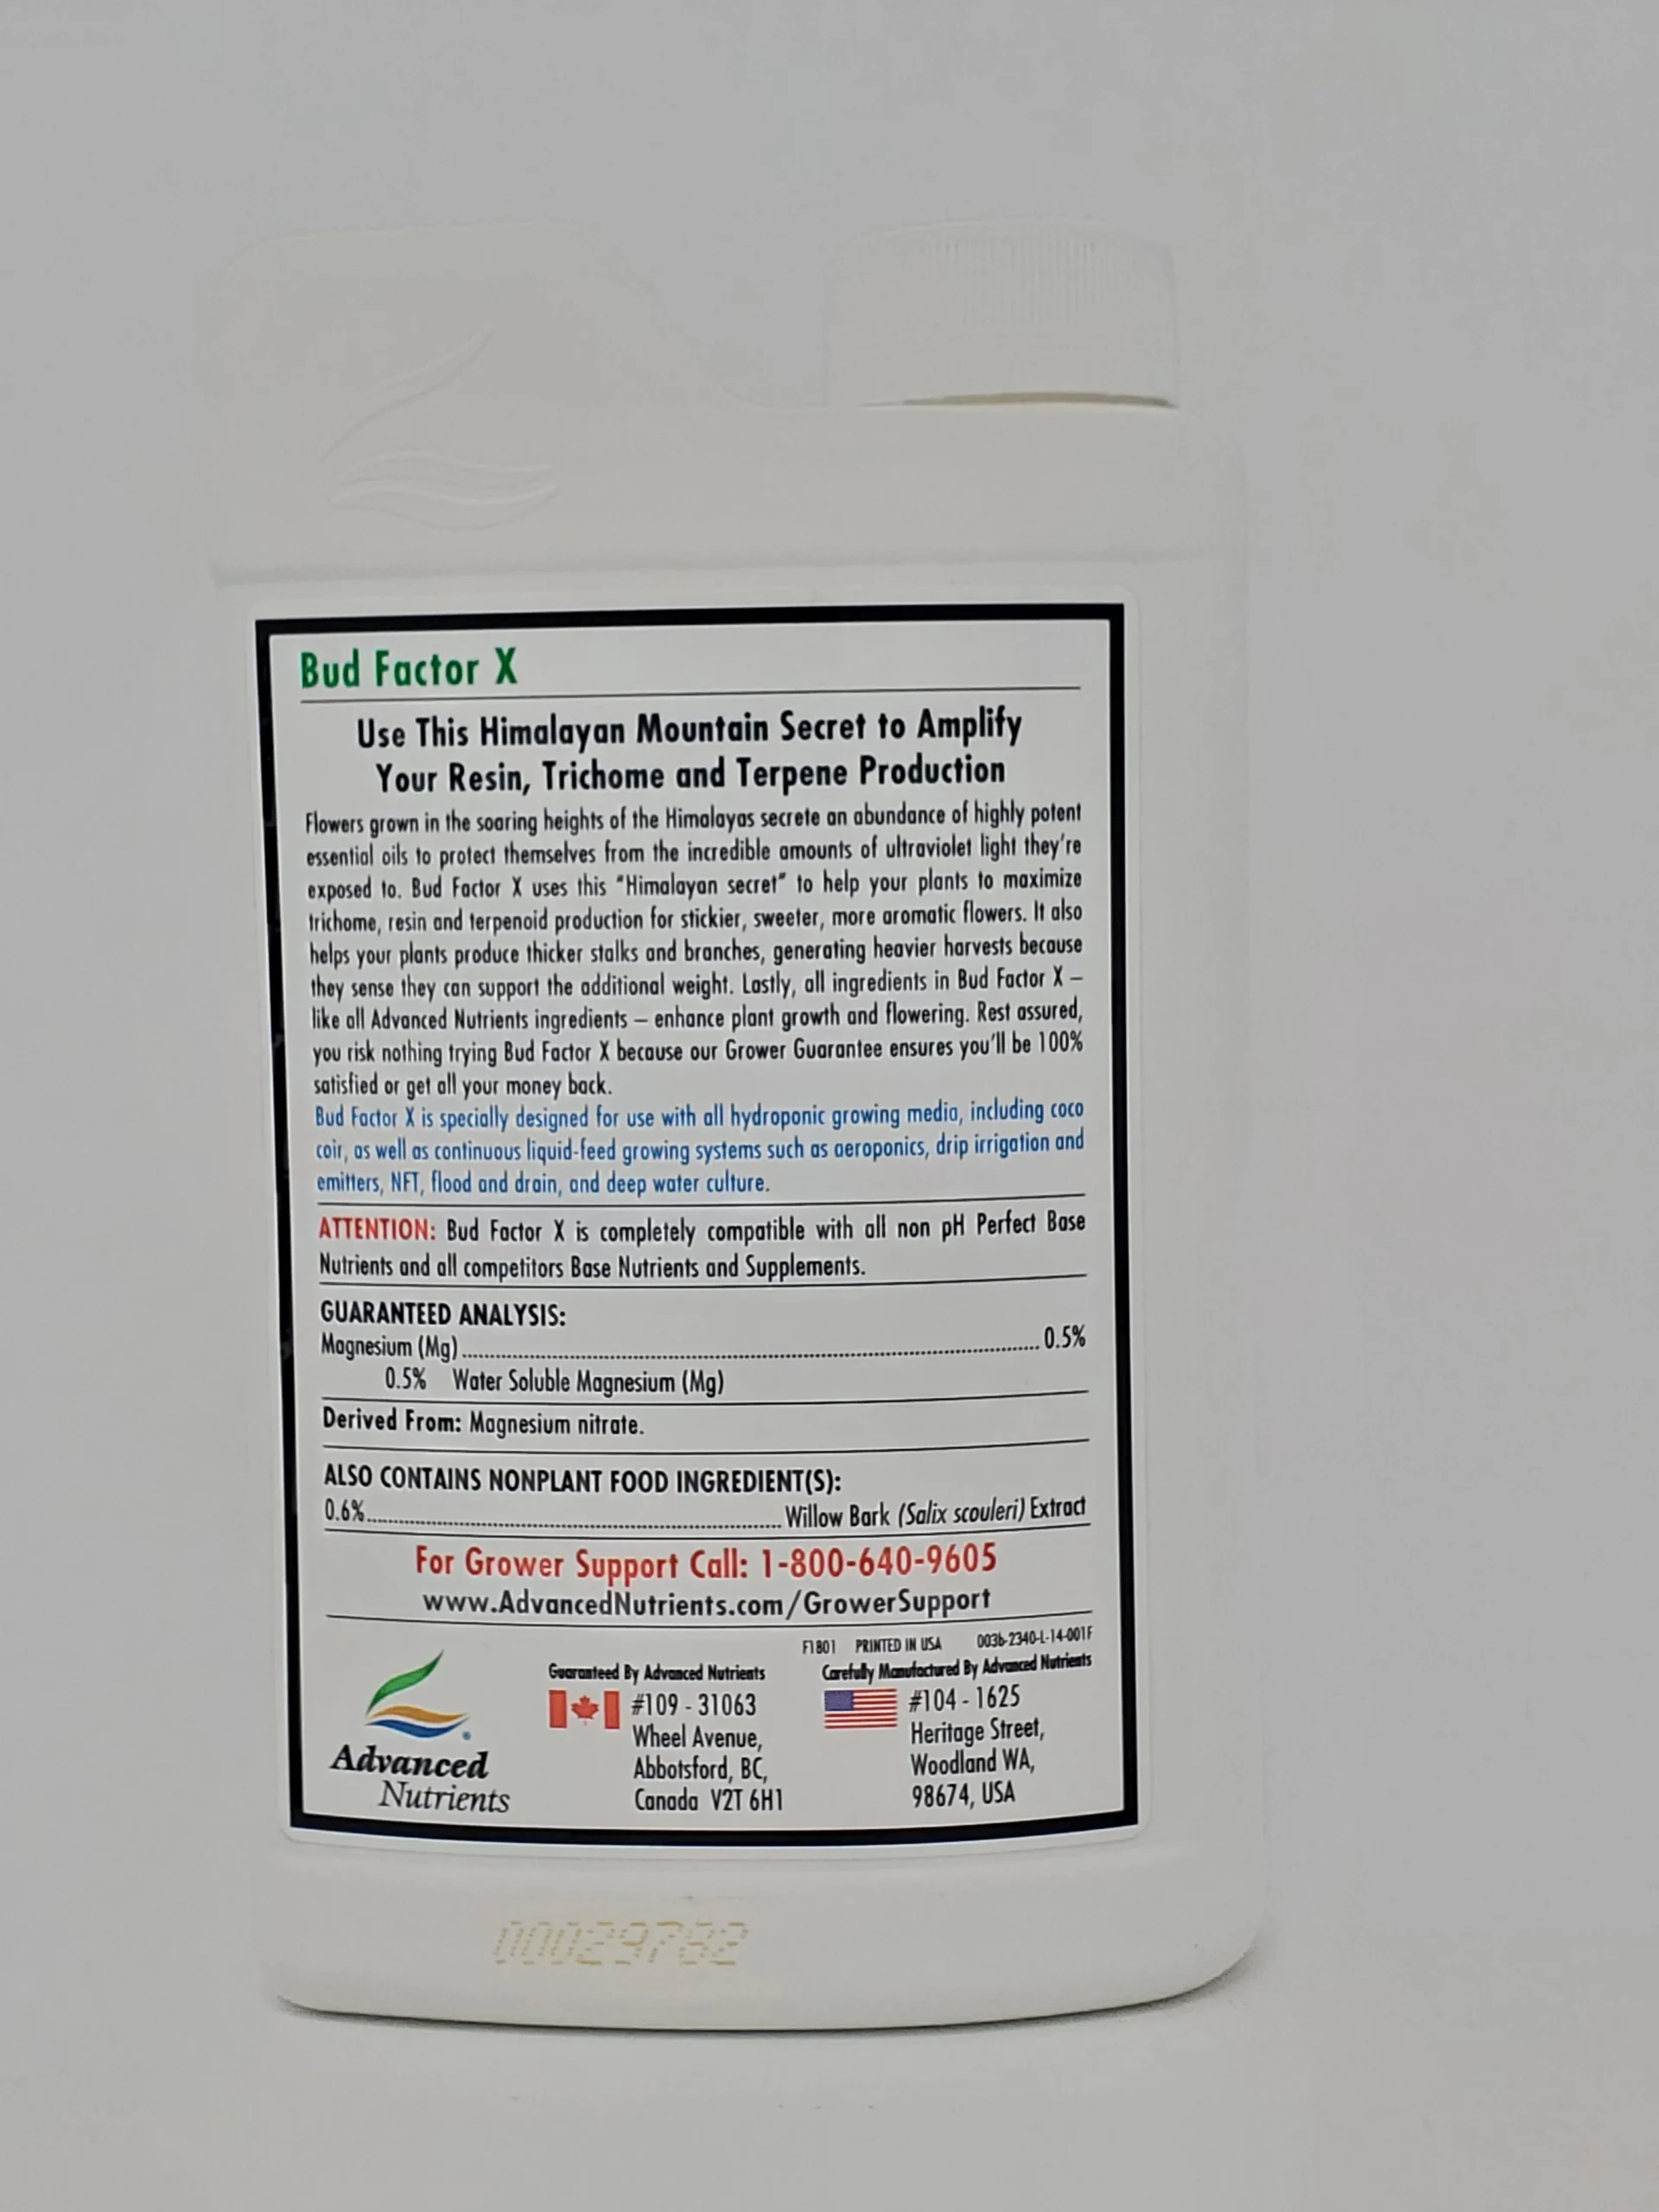 Bud Factor X
Use This Himalayan Mountain Secret to Amplify
Your Resin, Trichome and Terpene Production
Flowers grown in the soaring heights of the Himalayas secrete an abundance of highly potent
essential oils to protect themselves from the incredible amounts of ultraviolet light they're
exposed to. Bud Factor X uses this "Himalayan secret" to help your plants to maximize
trichome, resin and terpenoid production for stickier, sweeter, more aromatic flowers. It also
helps your plants produce thicker stalks and branches, generating heavier harvests because
they sense they can support the additional weight. Lastly, all ingredients in Bud Factor X –
like all Advanced Nutrients ingredients – enhance plant growth and flowering. Rest assured,
you risk nothing trying Bud Factor X because our Grower Guarantee ensures you'll be 100%
satisfied or get all your money back.
Bud Factor X is specially designed for use with all hydroponic growing media, including coco
coir, as well as continuous liquid-feed growing systems such as aeroponics, drip irrigation and
emitters, NFT, flood and drain, and deep water culture.
ATTENTION: Bud Factor X is completely compatible with all non pH Perfect Base
Nutrients and all competitors Base Nutrients and Supplements.
GUARANTEED ANALYSIS:
Magnesium (Mg)........................0.5%
0.5% Water Soluble Magnesium (Mg)
Derived From: Magnesium nitrate.
ALSO CONTAINS NONPLANT FOOD INGREDIENT(S):
0.6%........................Willow Bark (Salix scouleri) Extract
For Grower Support Call: 1-800-640-9605
www.AdvancedNutrients.com/GrowerSupport
F1801 PRINTED IN USA 003b-2340-L-14-001F
Advanced
Nutrients
®
Guaranteed By Advanced Nutrients
#109 - 31063
Wheel Avenue,
Abbotsford, BC,
Canada V2T 6H1
Carefully Manufactured By Advanced Nutrients
#104 - 1625
Heritage Street,
Woodland WA,
98674, USA
00029782